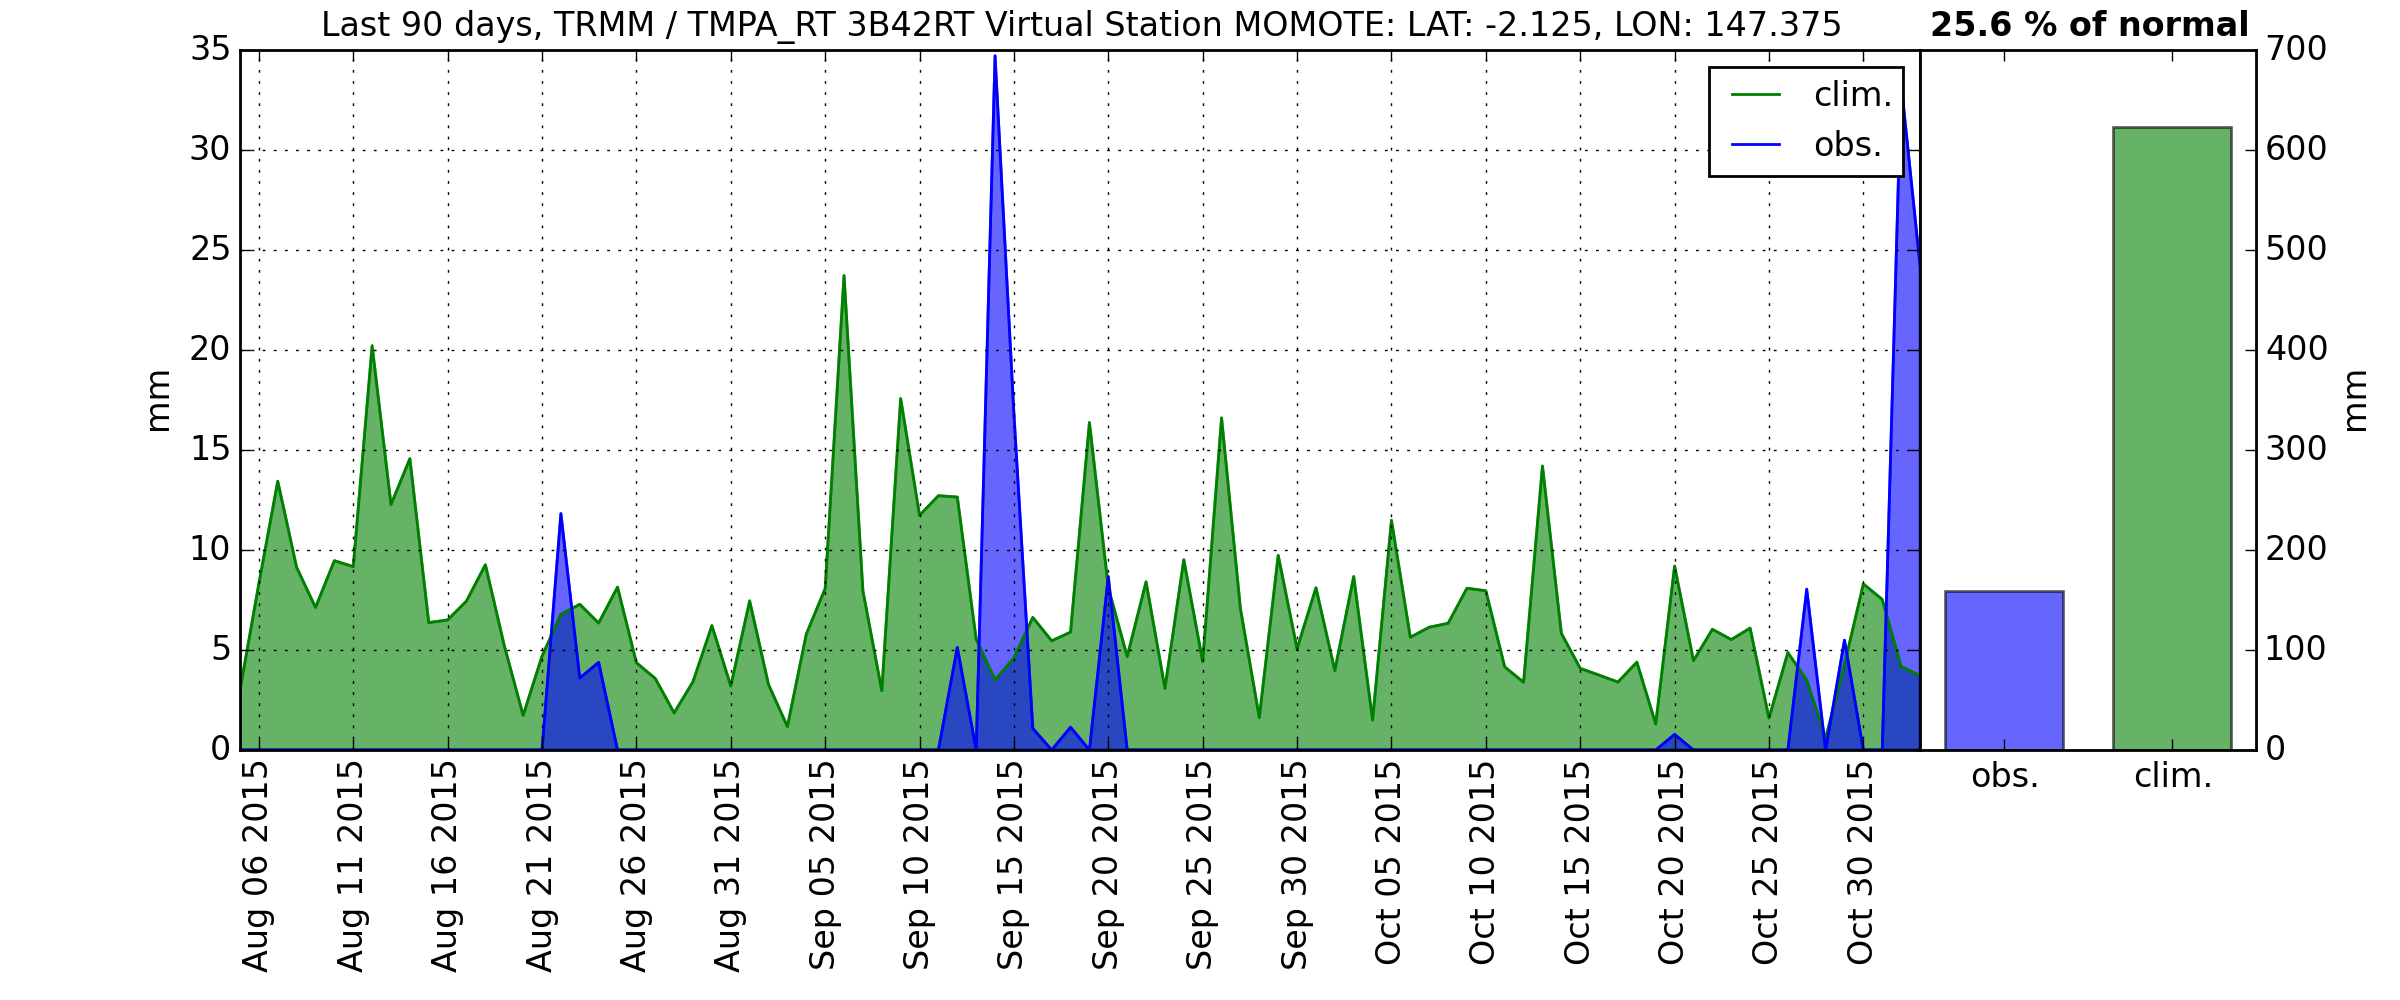 Last 90 days, TRMM / TMPA_RT 3B42RT Virtual Station MOMOTE: LAT: -2.125, LON: 147.375
25.6 % of normal
35
30
25
20
15
10
5
0
mm
clim.
obs.
700
600
500
400
300
200
100
0
mm
Aug 06 2015
Aug 11 2015
Aug 16 2015
Aug 21 2015
Aug 26 2015
Aug 31 2015
Sep 05 2015
Sep 10 2015
Sep 15 2015
Sep 20 2015
Sep 25 2015
Sep 30 2015
Oct 05 2015
Oct 10 2015
Oct 15 2015
Oct 20 2015
Oct 25 2015
Oct 30 2015
obs.
clim.